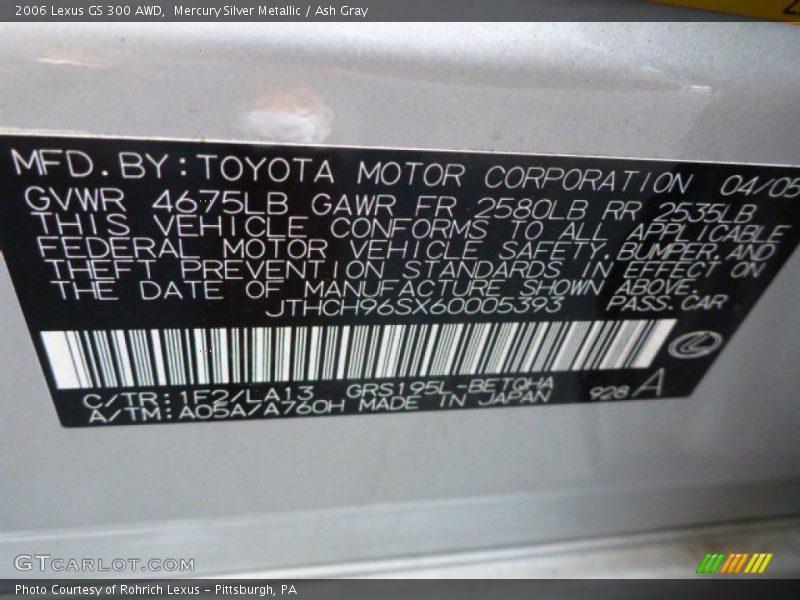 2006 Lexus GS 300 AWD, Mercury Silver Metallic / Ash Gray
MFD. BY: TOYOTA MOTOR CORPORATION 04/05
GVWR 4675LB GAWR FR 2580LB RR 2535LB
THIS VEHICLE CONFORMS TO ALL APPLICABLE
FEDERAL MOTOR VEHICLE SAFETY, BUMPER, AND
THEFT PREVENTION STANDARDS IN EFFECT ON
THE DATE OF MANUFACTURE SHOWN ABOVE.
JTHCH96SX60005393 PASS. CAR
C/TR: 1F2/LA13 GRS195L-BETQHA
A/TM: A05A/A760H MADE IN JAPAN 928 A
GTCARLOT.COM
Photo Courtesy of Rohrich Lexus - Pittsburgh, PA